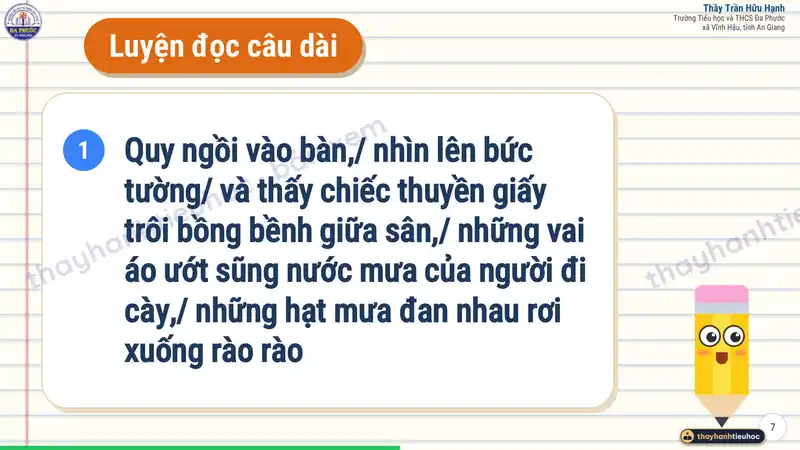 ĐA PHƯỚC
Thầy Trần Hữu Hạnh
Trường Tiểu học và THCS Đa Phước
xã Vĩnh Hậu, tỉnh An Giang
Luyện đọc câu dài
1
Quy ngồi vào bàn,/ nhìn lên bức
tường/ và thấy chiếc thuyền giấy
trôi bồng bềnh giữa sân,/ những vai
áo ướt sũng nước mưa của người đi
cày,/ những hạt mưa đan nhau rơi
xuống rào rào
thayhanhtieuhoc
7